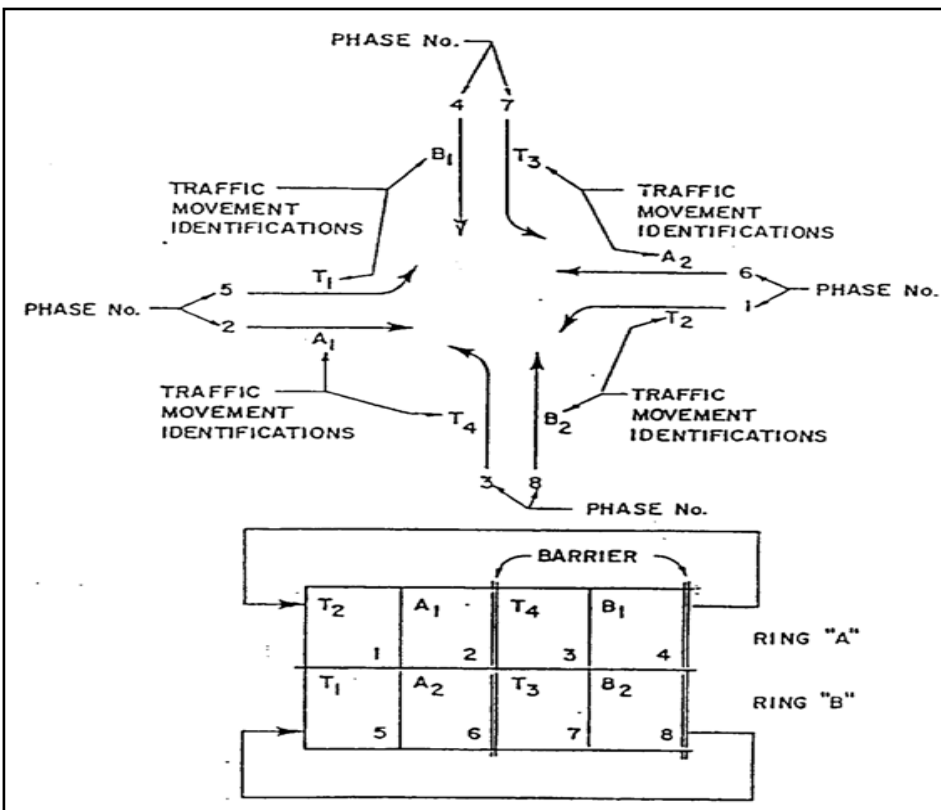 PHASE No.
4 7
B1 T3
TRAFFIC
MOVEMENT
IDENTIFICATIONS
TRAFFIC
MOVEMENT
IDENTIFICATIONS
A2
T1
5
6
PHASE No.
PHASE No.
2
1
T2
A1
TRAFFIC
MOVEMENT
IDENTIFICATIONS
T4
B2
TRAFFIC
MOVEMENT
IDENTIFICATIONS
3 8
PHASE No.
BARRIER
T2 A1 T4 B1
1 2 3 4
RING "A"
T1 A2 T3 B2
5 6 7 8
RING "B"